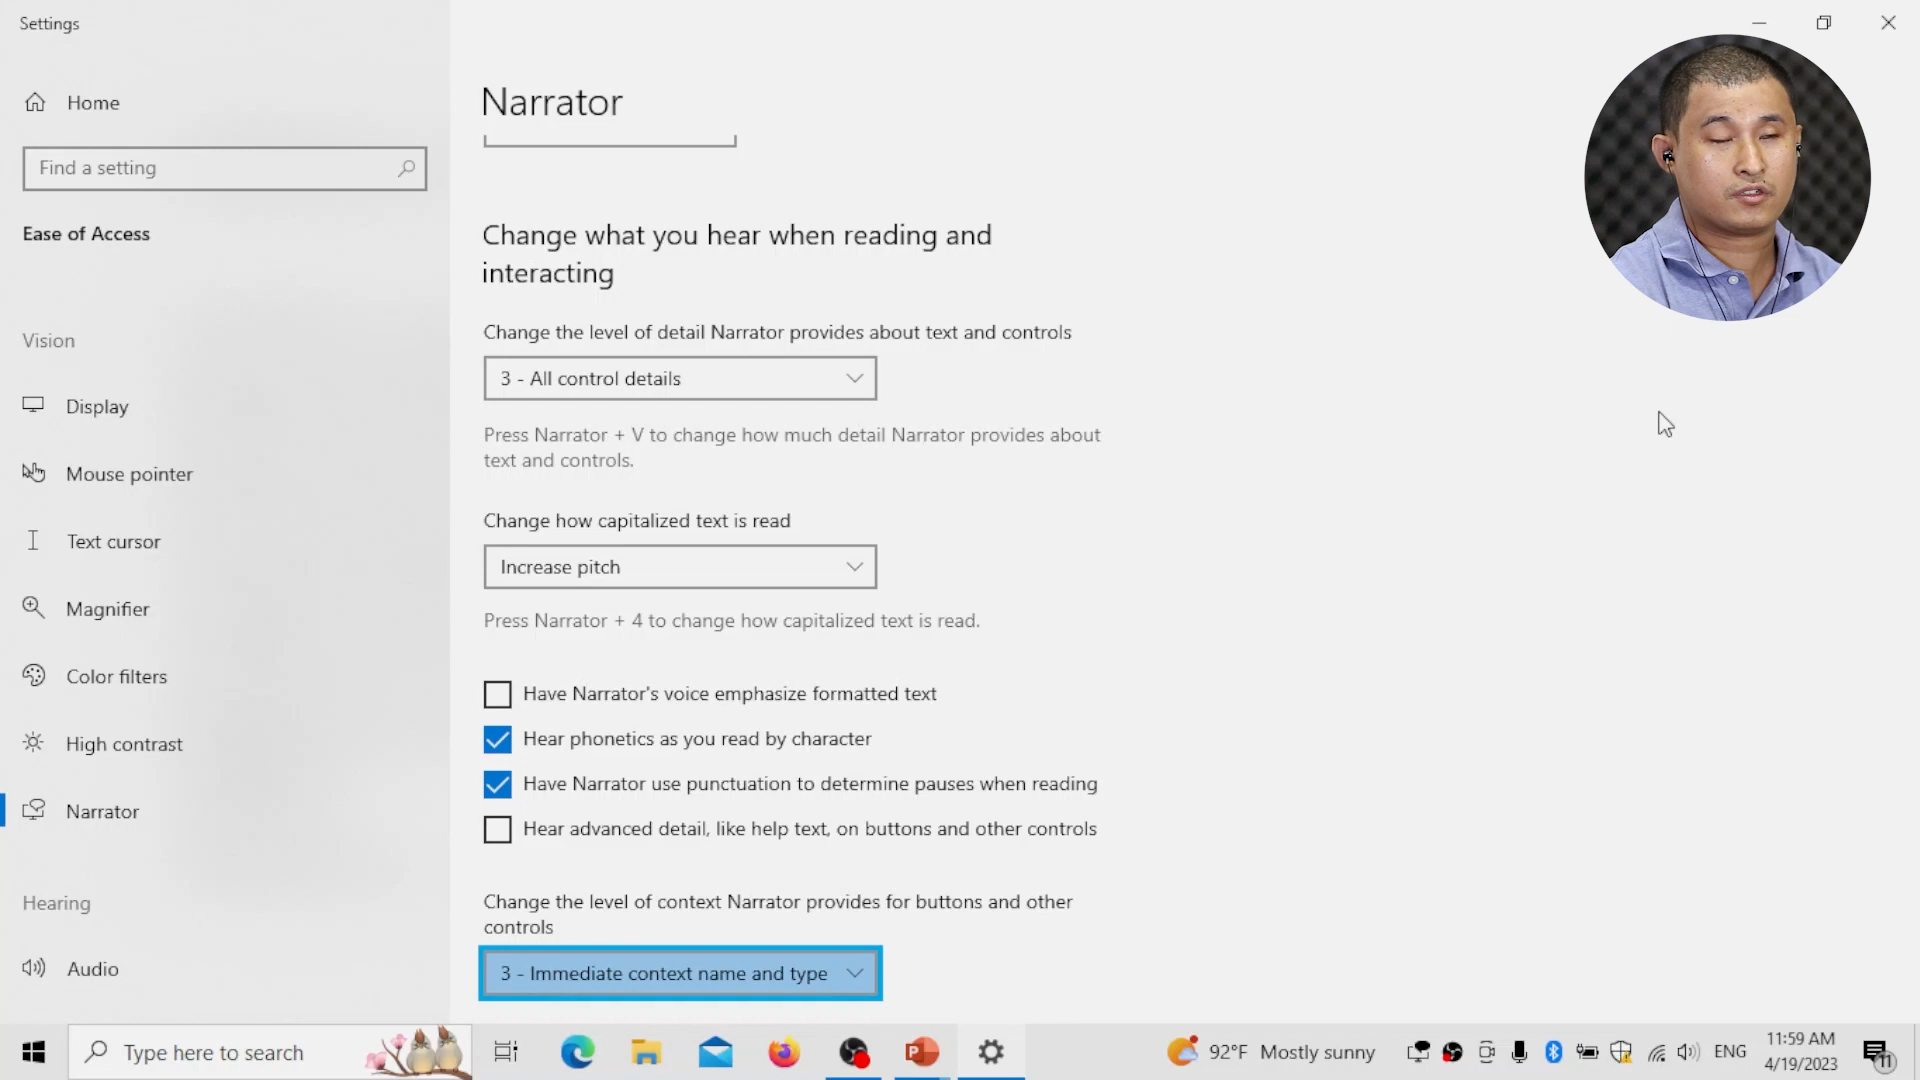 Settings
Home
Find a setting
Ease of Access
Vision
Display
Mouse pointer
Text cursor
Magnifier
Color filters
High contrast
Narrator
Hearing
Audio
Narrator
Change what you hear when reading and
interacting
Change the level of detail Narrator provides about text and controls
3 - All control details
Press Narrator + V to change how much detail Narrator provides about
text and controls.
Change how capitalized text is read
Increase pitch
Press Narrator + 4 to change how capitalized text is read.
Have Narrator's voice emphasize formatted text
Hear phonetics as you read by character
Have Narrator use punctuation to determine pauses when reading
Hear advanced detail, like help text, on buttons and other controls
Change the level of context Narrator provides for buttons and other
controls
3 - Immediate context name and type
Type here to search
P
92°F Mostly sunny
ENG
11:59 AM
4/19/2023
11